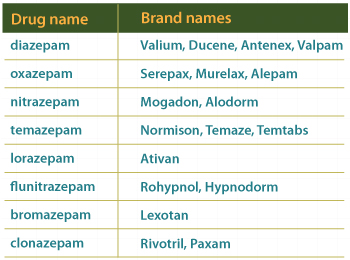 Drug name Brand names
diazepam Valium, Ducene, Antenex, Valpam
oxazepam Serepax, Murelax, Alepam
nitrazepam Mogadon, Alodorm
temazepam Normison, Temaze, Temtabs
lorazepam Ativan
flunitrazepam Rohypnol, Hypnodorm
bromazepam Lexotan
clonazepam Rivotril, Paxam